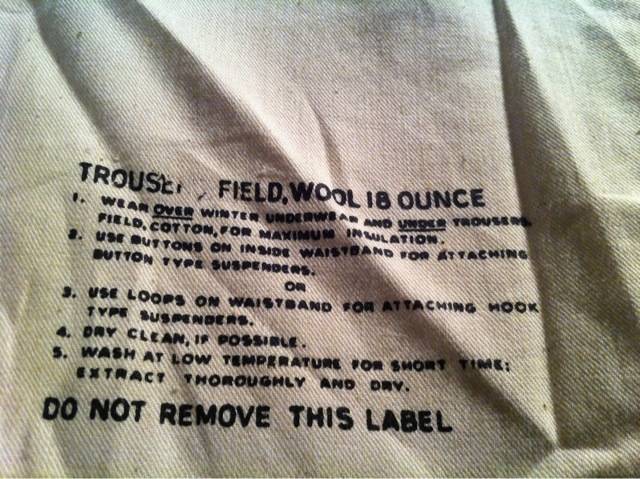 FIELD, WOOL 18 OUNCE
1. WEAR OVER WINTER UNDERWEAR AND UNDER TROUSERS,
FIELD, COTTON, FOR MAXIMUM INSULATION.
2. USE BUTTONS ON INSIDE WAISTBAND FOR ATTACHING
BUTTON TYPE SUSPENDERS.
OR
3. USE LOOPS ON WAISTBAND FOR ATTACHING HOOK
TYPE SUSPENDERS.
4. DRY CLEAN, IF POSSIBLE.
5. WASH AT LOW TEMPERATURE FOR SHORT TIME;
EXTRACT THOROUGHLY AND DRY.
DO NOT REMOVE THIS LABEL